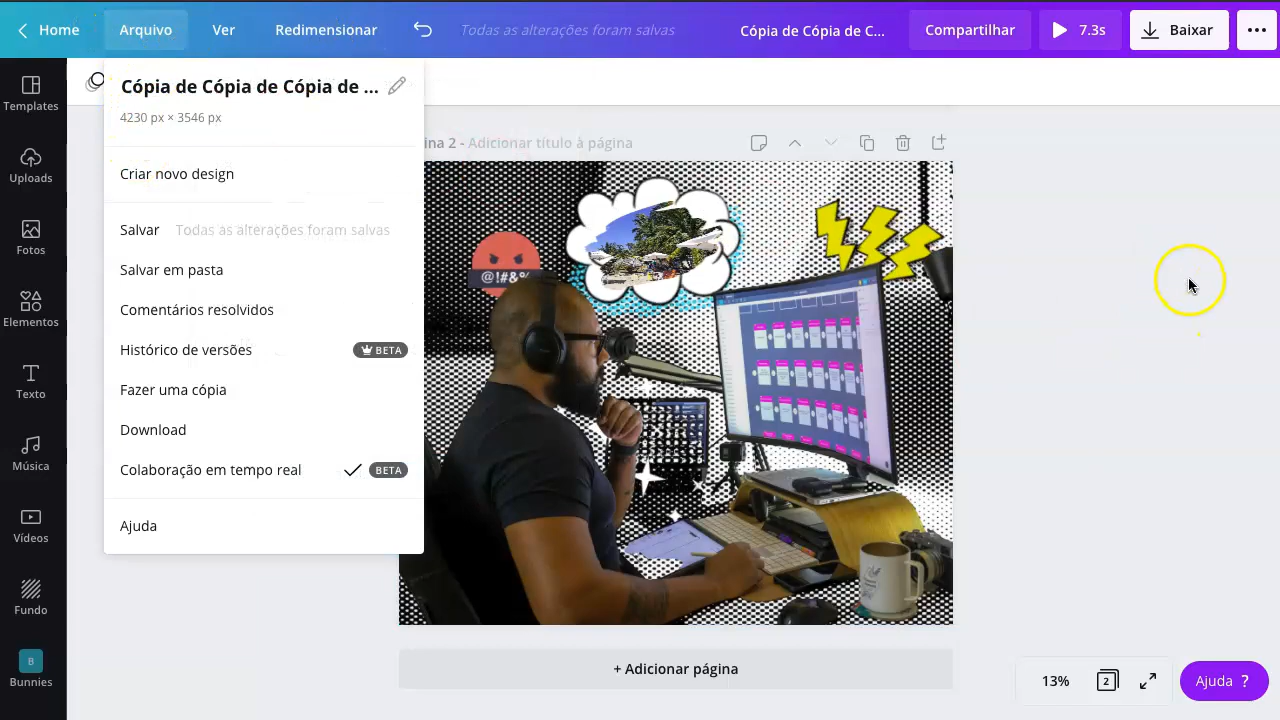 Home
Arquivo
Ver
Redimensionar
Todas as alterações foram salvas
Cópia de Cópia de C...
Compartilhar
7.3s
Baixar
Templates
Uploads
Fotos
Elementos
Texto
Música
Vídeos
Fundo
B
Bunnies
Cópia de Cópia de Cópia de ...
4230 px × 3546 px
Criar novo design
Salvar Todas as alterações foram salvas
Salvar em pasta
Comentários resolvidos
Histórico de versões BETA
Fazer uma cópia
Download
Colaboração em tempo real BETA
Ajuda
ina 2 - Adicionar título à página
@!#&%
+ Adicionar página
13%
2
Ajuda ?